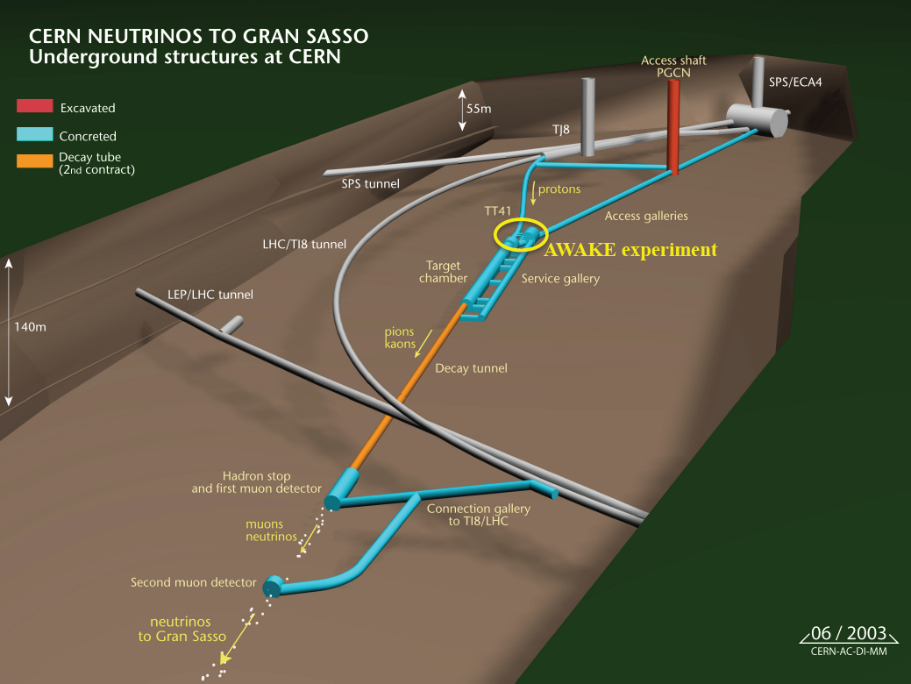 CERN NEUTRINOS TO GRAN SASSO
Underground structures at CERN
Excavated
Concreted
Decay tube
(2nd contract)
55m
Access shaft
PGCN
SPS/ECA4
TJ8
SPS tunnel
protons
TT41
Access galleries
LHC/TI8 tunnel
AWAKE experiment
Target
chamber
Service gallery
LEP/LHC tunnel
140m
pions
kaons
Decay tunnel
Hadron stop
and first muon detector
Connection gallery
to TI8/LHC
muons
neutrinos
Second muon detector
neutrinos
to Gran Sasso
06 / 2003
CERN-AC-DI-MM